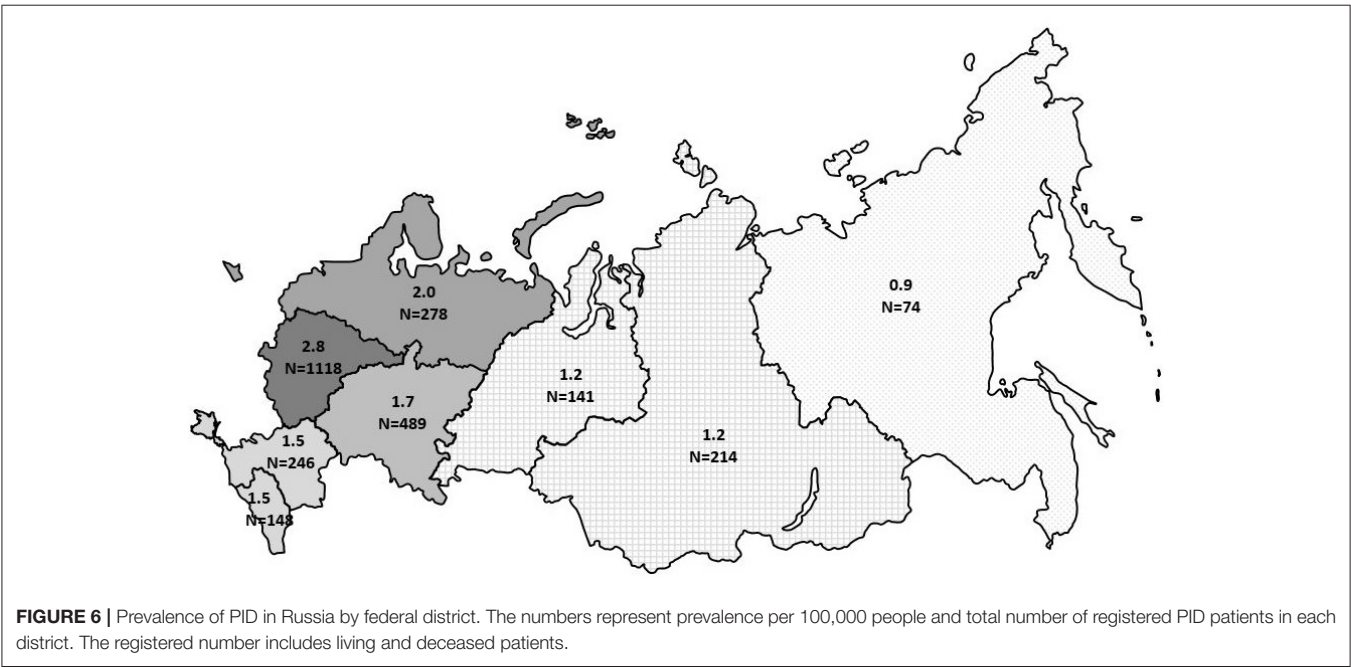 2.0
N=278
2.8
N=1118
1.7
N=489
1.5
N=246
1.5
N=148
1.2
N=141
1.2
N=214
0.9
N=74
FIGURE 6 | Prevalence of PID in Russia by federal district. The numbers represent prevalence per 100,000 people and total number of registered PID patients in each
district. The registered number includes living and deceased patients.